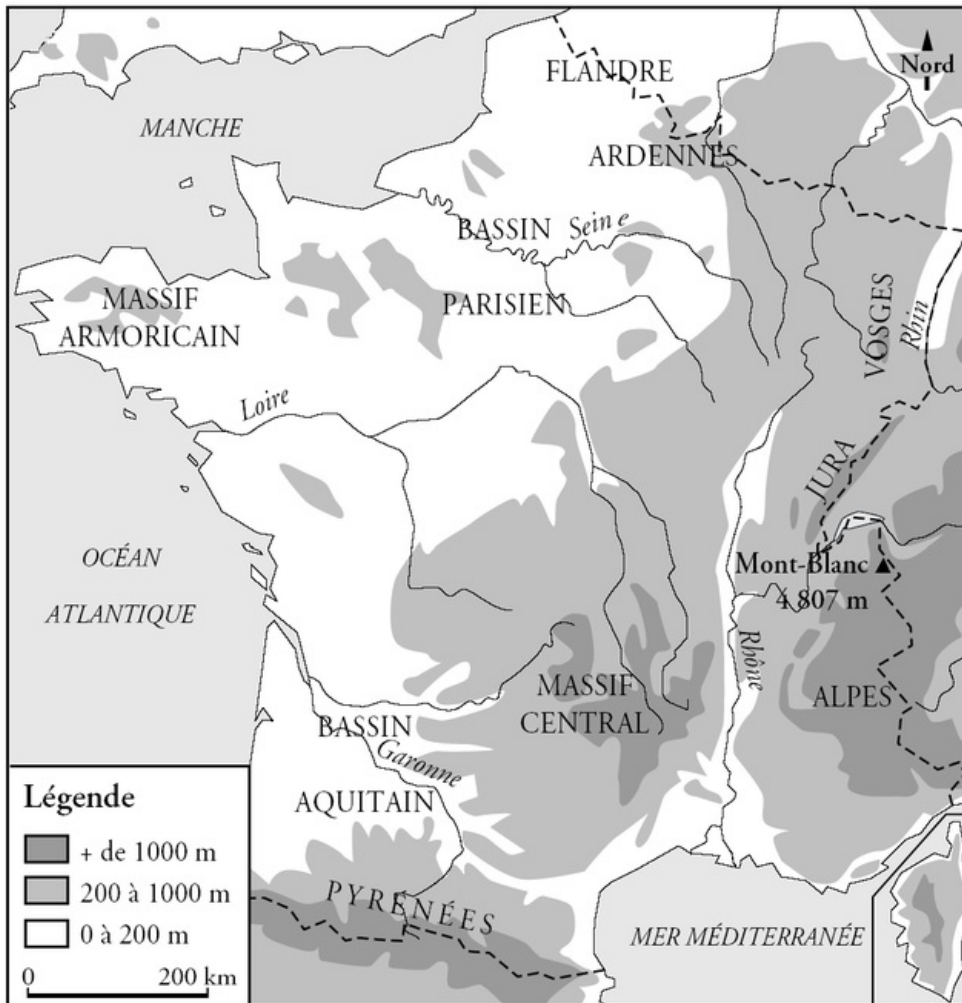 Nord
FLANDRE
MANCHE
ARDENNES
BASSIN
Seine
PARISIEN
MASSIF
ARMORICAIN
VOSGES
Rhin
Loire
JURA
OCÉAN
ATLANTIQUE
Mont-Blanc
4 807 m
Rhône
MASSIF
CENTRAL
ALPES
BASSIN
Garonne
AQUITAIN
PYRÉNÉES
MER MÉDITERRANÉE
Légende
+ de 1000 m
200 à 1000 m
0 à 200 m
0 200 km